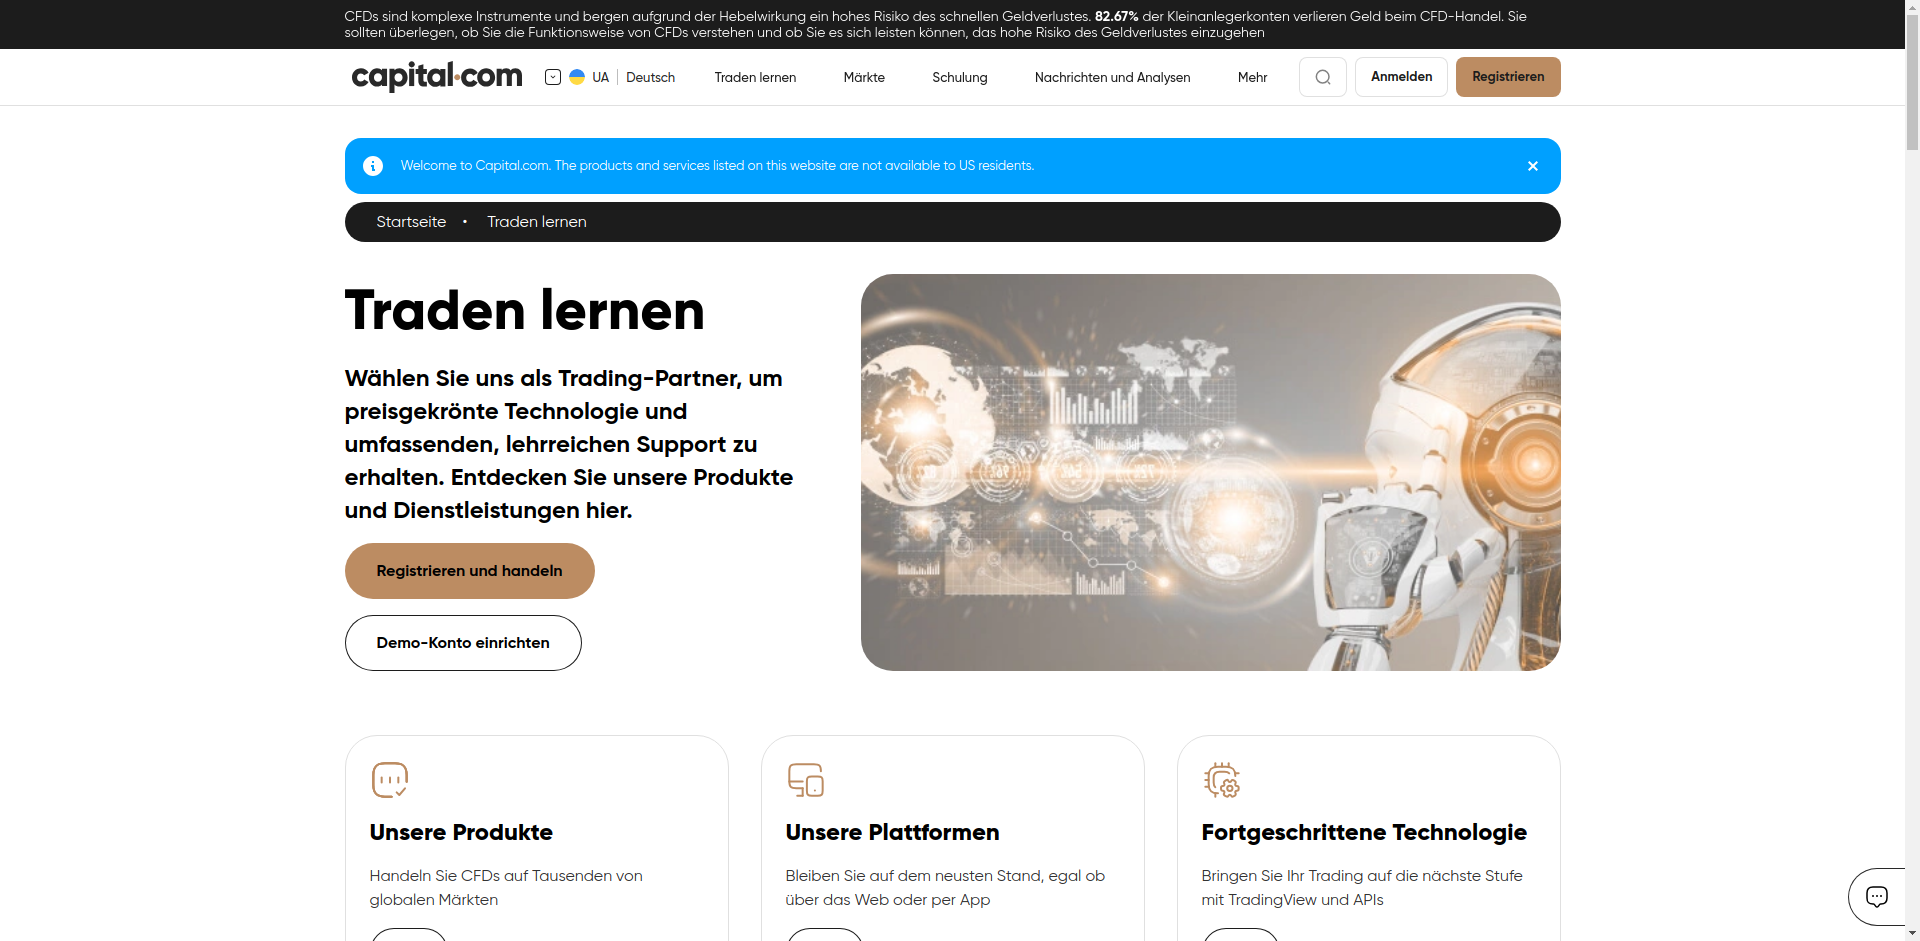 CFDs sind komplexe Instrumente und bergen aufgrund der Hebelwirkung ein hohes Risiko des schnellen Geldverlustes. 82.67% der Kleinanlegerkonten verlieren Geld beim CFD-Handel. Sie
sollten überlegen, ob Sie die Funktionsweise von CFDs verstehen und ob Sie es sich leisten können, das hohe Risiko des Geldverlustes einzugehen
capital.com
UA
Deutsch
Traden lernen
Märkte
Schulung
Nachrichten und Analysen
Mehr
Anmelden
Registrieren
Welcome to Capital.com. The products and services listed on this website are not available to US residents.
Startseite • Traden lernen
Traden lernen
Wählen Sie uns als Trading-Partner, um
preisgekrönte Technologie und
umfassenden, lehrreichen Support zu
erhalten. Entdecken Sie unsere Produkte
und Dienstleistungen hier.
Registrieren und handeln
Demo-Konto einrichten
Unsere Produkte
Handeln Sie CFDs auf Tausenden von
globalen Märkten
Unsere Plattformen
Bleiben Sie auf dem neusten Stand, egal ob
über das Web oder per App
Fortgeschrittene Technologie
Bringen Sie Ihr Trading auf die nächste Stufe
mit TradingView und APIs